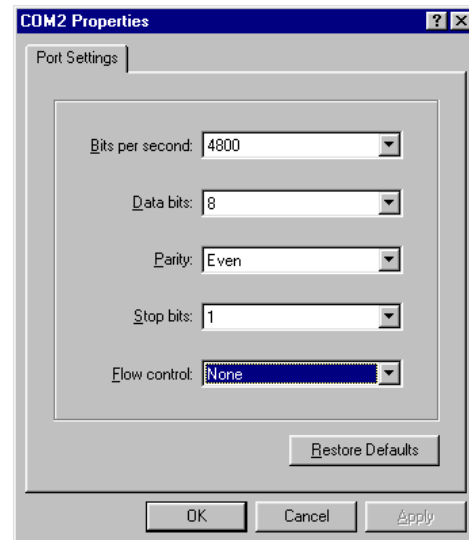 COM2 Properties
Port Settings
Bits per second: 4800
Data bits: 8
Parity: Even
Stop bits: 1
Flow control: None
Restore Defaults
OK Cancel Apply